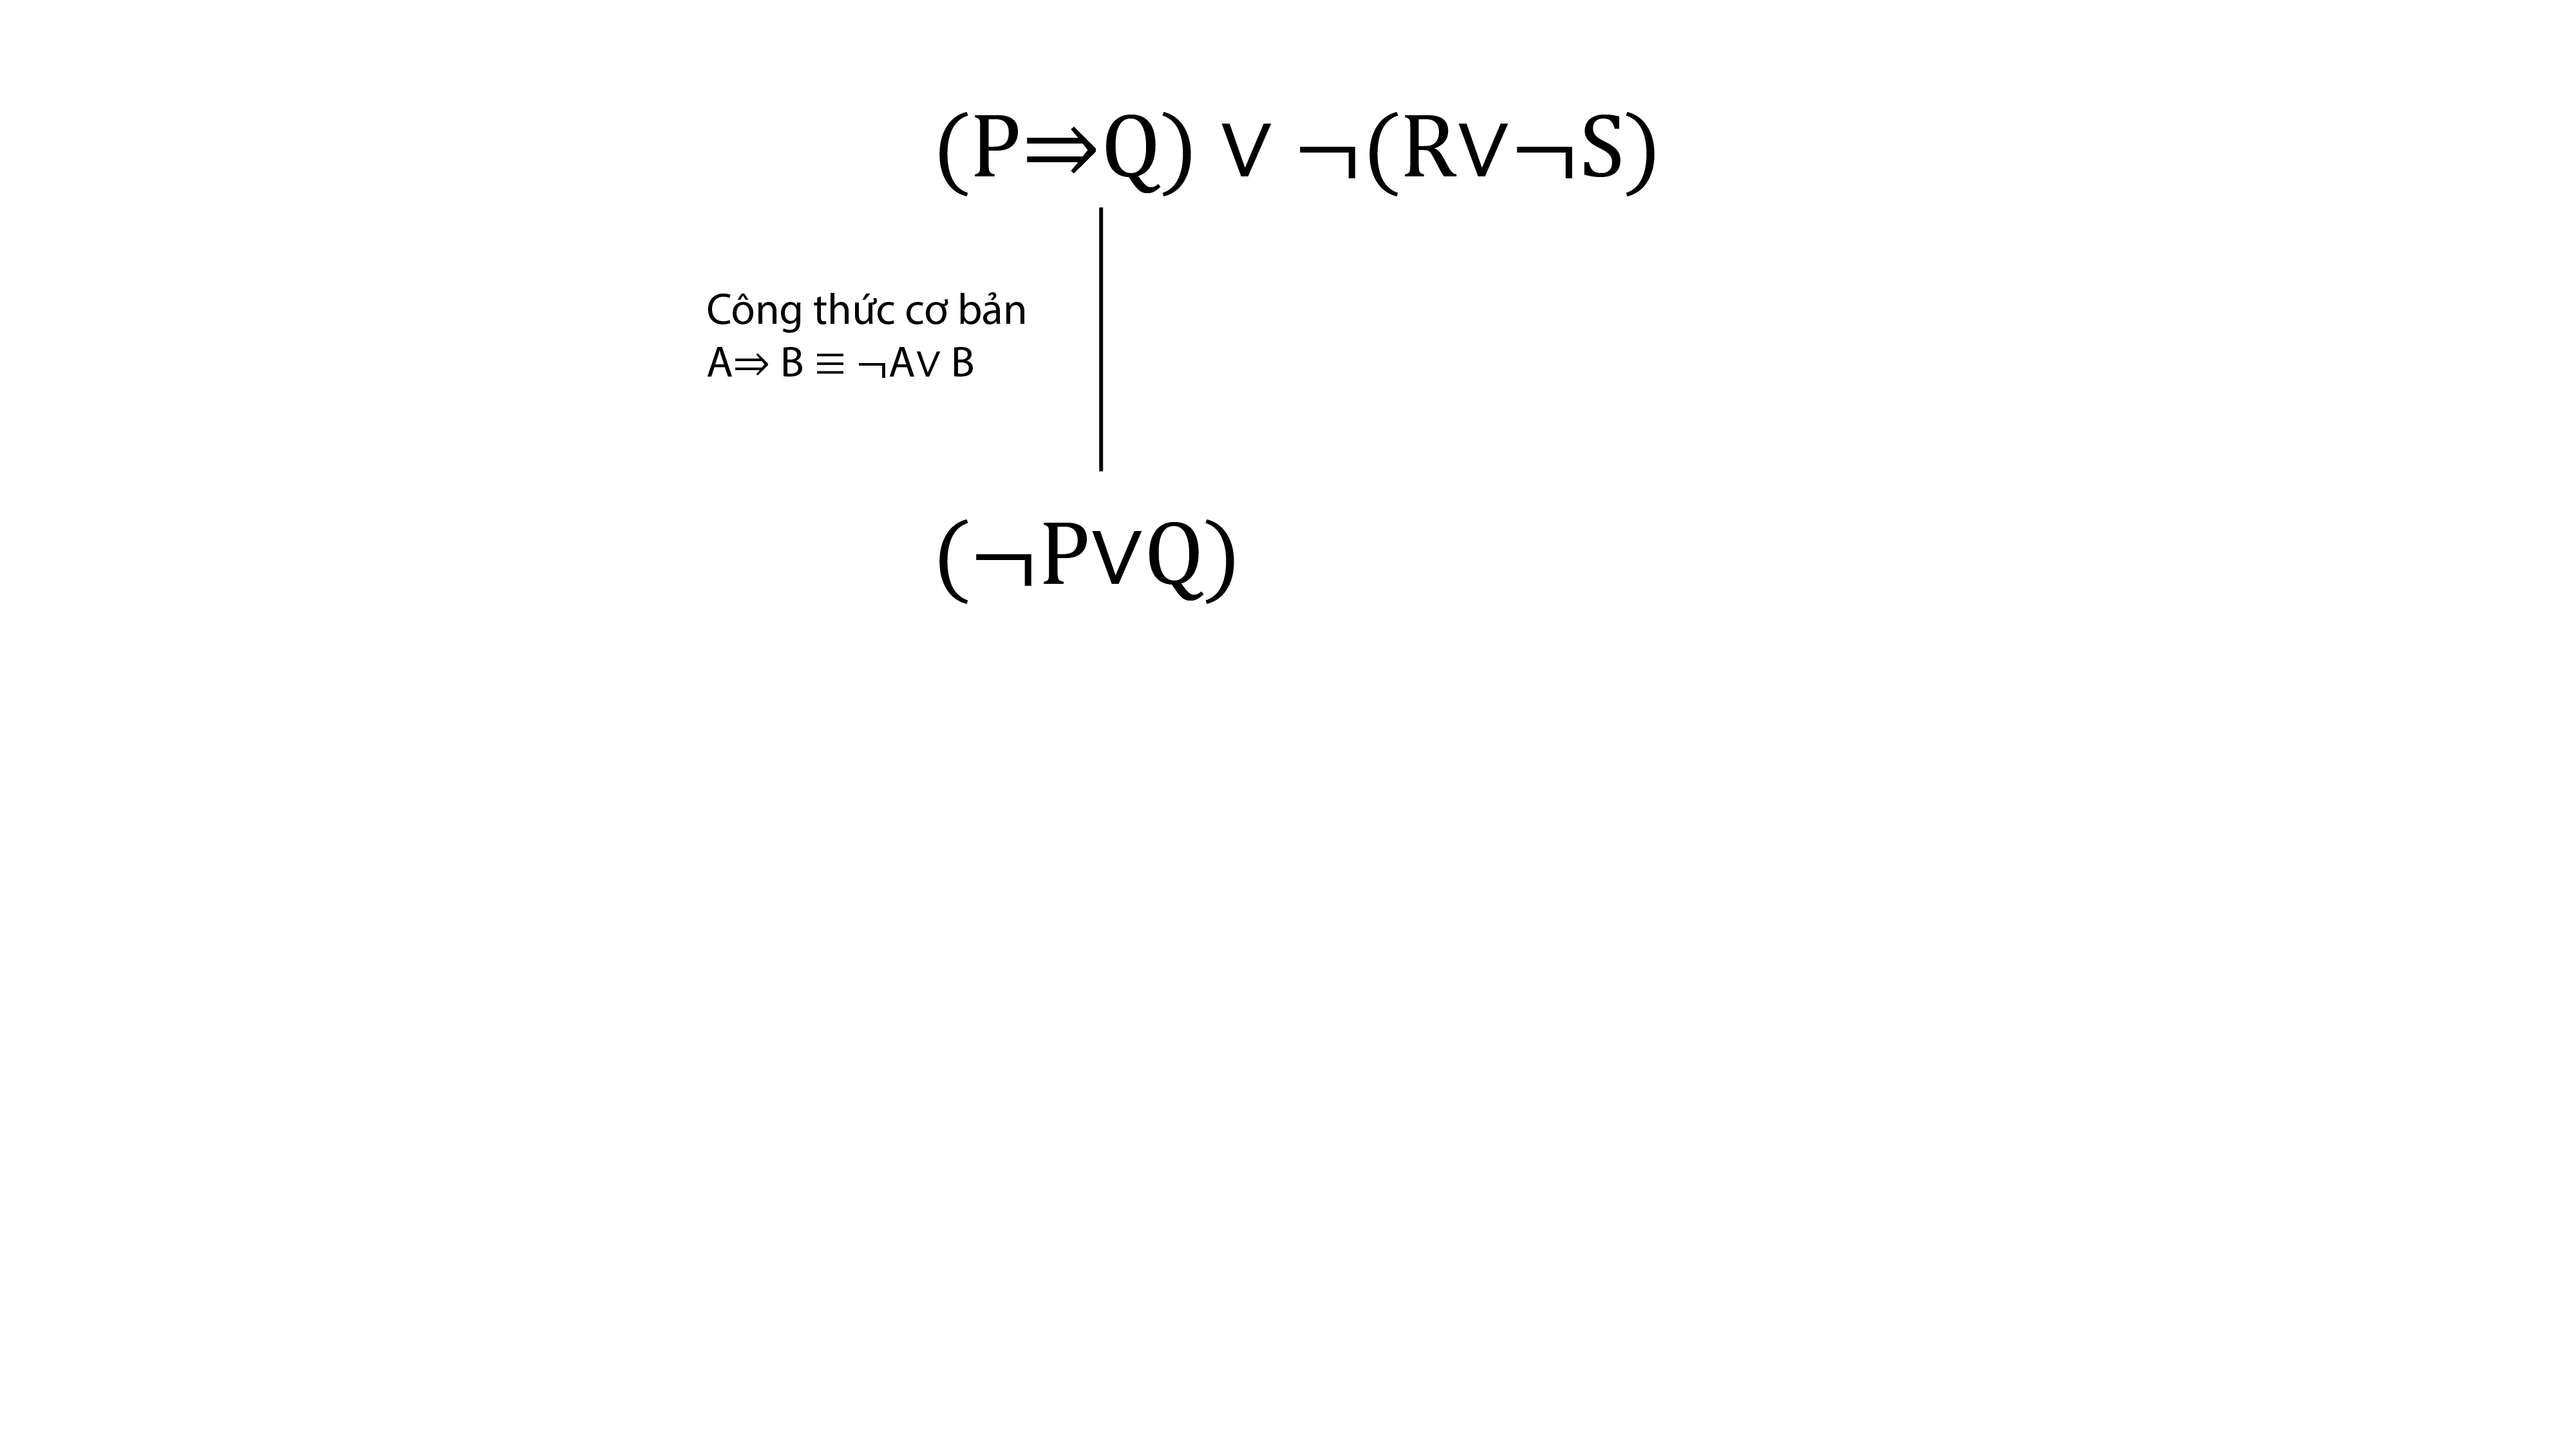 (P⇒Q) ∨ ¬(R∨¬S)
Công thức cơ bản
A⇒ B ≡ ¬A∨ B
(¬P∨Q)